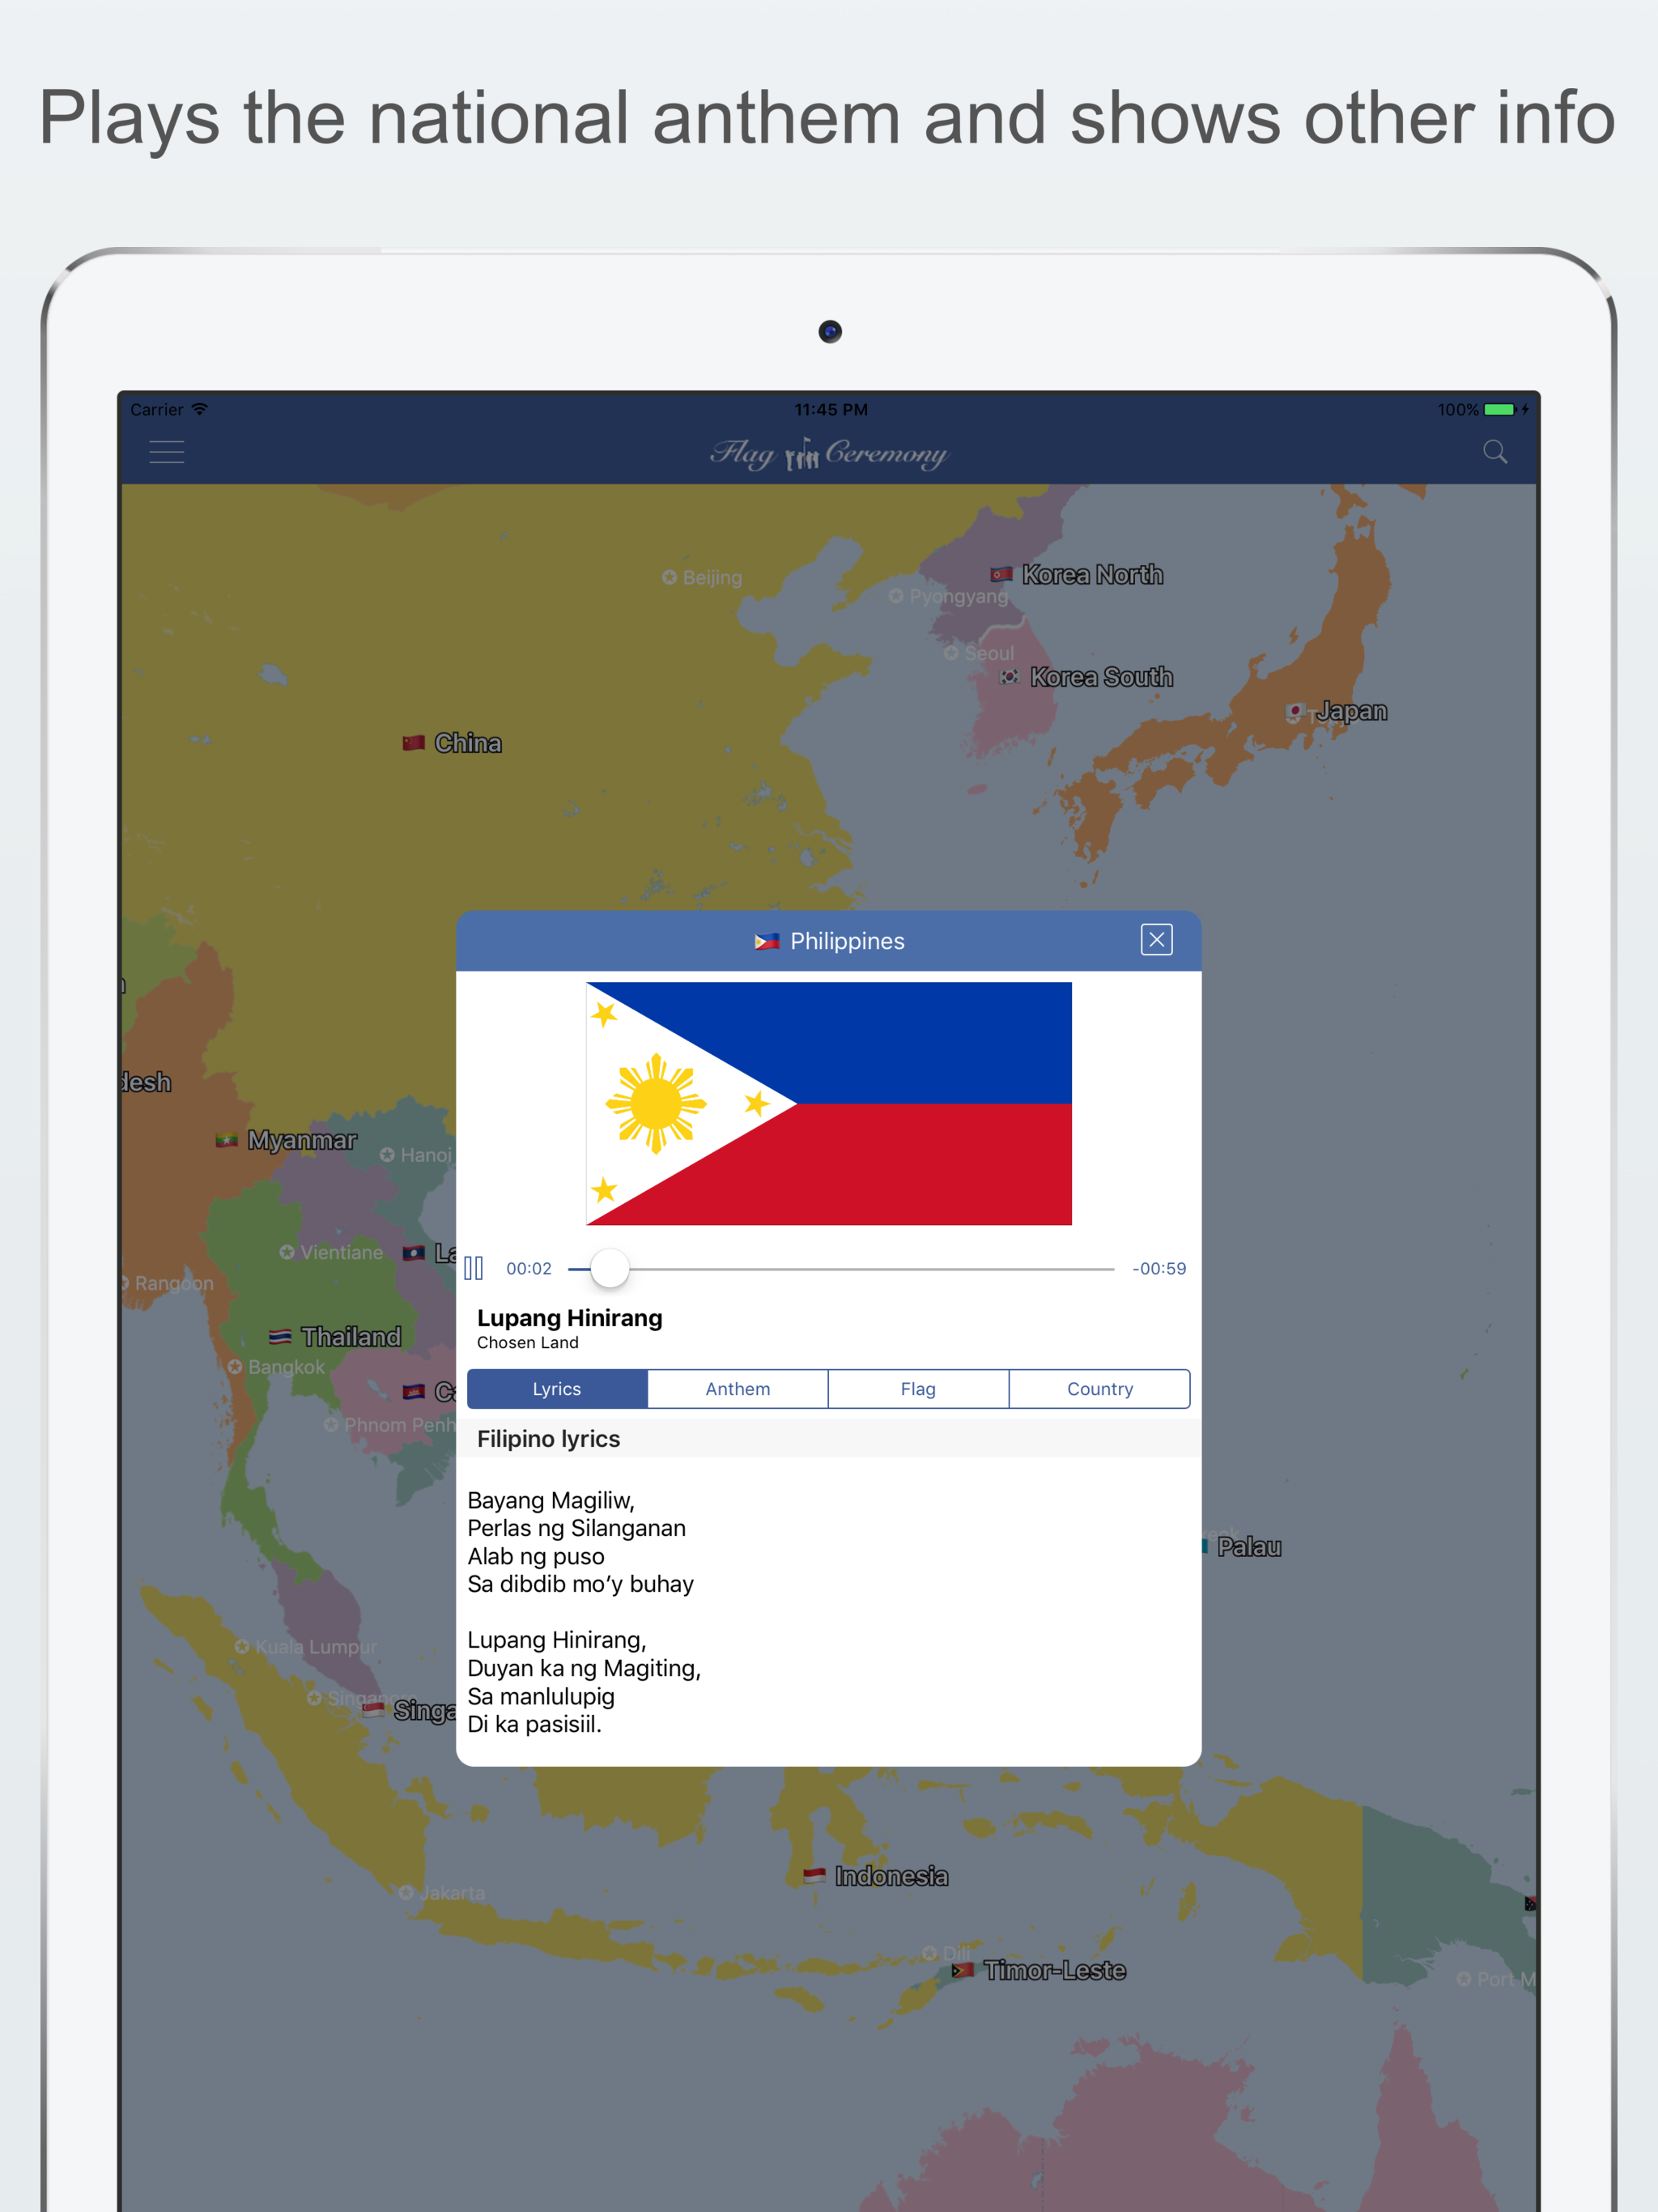 Plays the national anthem and shows other info
Carrier
11:45 PM
100%
Flag Ceremony
Beijing
Korea North
Pyongyang
Seoul
Korea South
Japan
China
Philippines
desh
Myanmar
Hanoi
Vientiane
La
Rangoon
00:02
-00:59
Lupang Hinirang
Chosen Land
Thailand
Bangkok
Ca
Lyrics
Anthem
Flag
Country
Phnom Penh
Filipino lyrics
Bayang Magiliw,
Perlas ng Silanganan
Alab ng puso
Sa dibdib mo’y buhay
Palau
Lupang Hinirang,
Duyan ka ng Magiting,
Sa manlulupig
Di ka pasisiil.
Kuala Lumpur
Singa
Indonesia
Jakarta
Dili
Timor-Leste
Port M